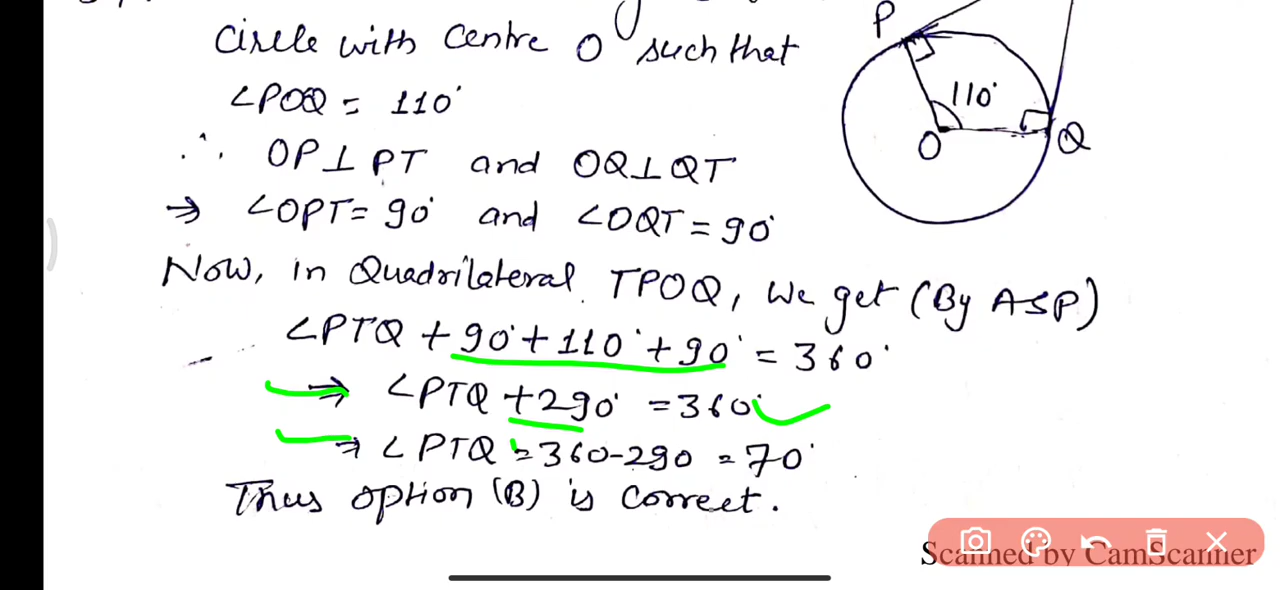 P
Circle with Centre O such that
∠POQ = 110°
110°
O
Q
∴ OP⊥PT and OQ⊥QT
⇒ ∠OPT = 90° and ∠OQT = 90°
Now, in Quadrilateral TPOQ, We get (By ASP)
∠PTQ + 90° + 110° + 90° = 360°
⇒ ∠PTQ + 290° = 360°
⇒ ∠PTQ = 360-290 = 70°
Thus option (B) is correct.
Scanned by CamScanner